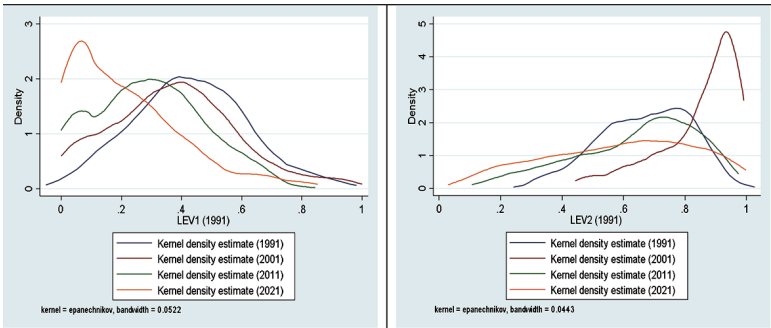 3
2
1
0
Density
0
.2
.4
.6
.8
1
LEV1 (1991)
Kernel density estimate (1991)
Kernel density estimate (2001)
Kernel density estimate (2011)
Kernel density estimate (2021)
kernel = epanechnikov, bandwidth = 0.0522
5
4
3
2
1
0
Density
0
.2
.4
.6
.8
1
LEV2 (1991)
Kernel density estimate (1991)
Kernel density estimate (2001)
Kernel density estimate (2011)
Kernel density estimate (2021)
kernel = epanechnikov, bandwidth = 0.0443